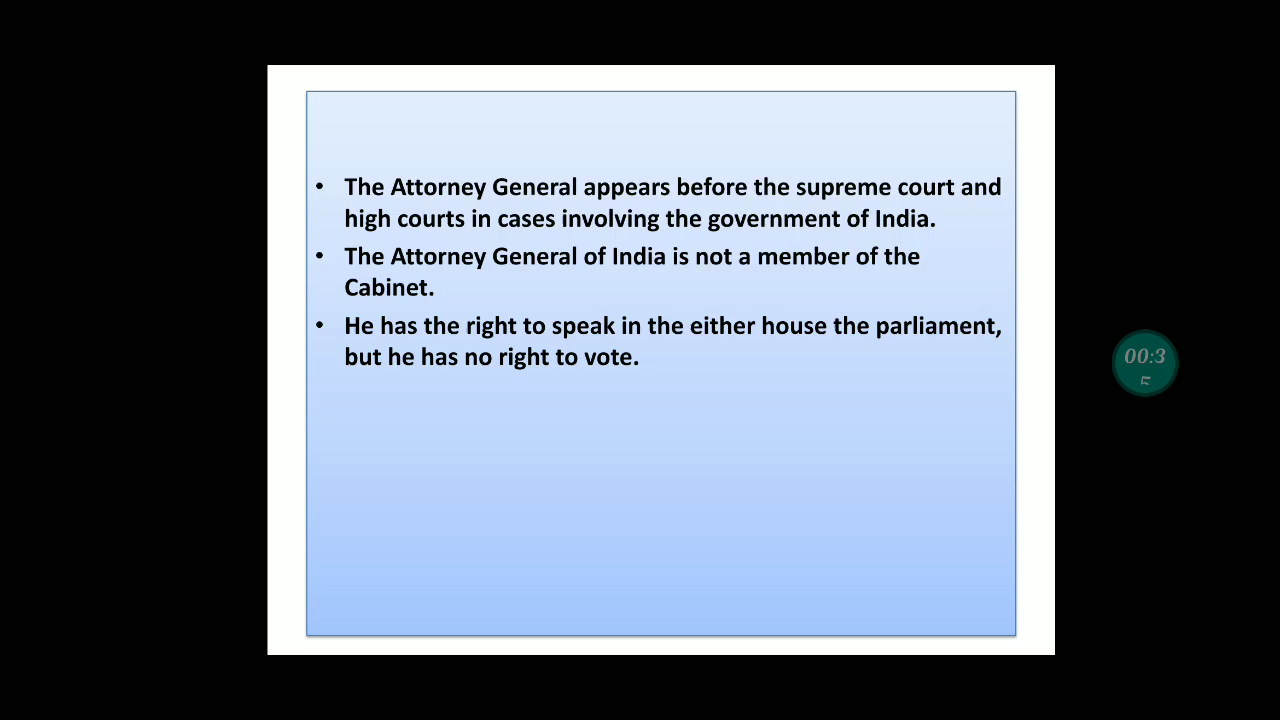 • The Attorney General appears before the supreme court and
high courts in cases involving the government of India.
• The Attorney General of India is not a member of the
Cabinet.
• He has the right to speak in the either house the parliament,
but he has no right to vote.
00:3